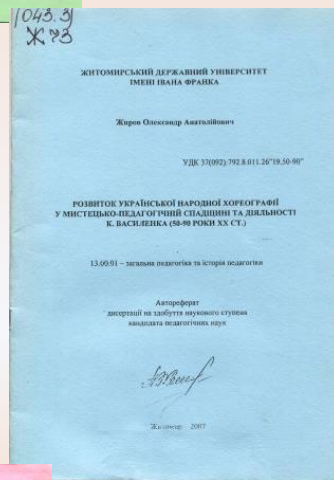 (043.3)
Ж 73
ЖИТОМИРСЬКИЙ ДЕРЖАВНИЙ УНІВЕРСИТЕТ
ІМЕНІ ІВАНА ФРАНКА
Жиров Олександр Анатолійович
УДК 37(092).792.8.011.26"19.50-90"
РОЗВИТОК УКРАЇНСЬКОЇ НАРОДНОЇ ХОРЕОГРАФІЇ
У МИСТЕЦЬКО-ПЕДАГОГІЧНІЙ СПАДЩИНІ ТА ДІЯЛЬНОСТІ
К. ВАСИЛЕНКА (50-90 РОКИ ХХ СТ.)
13.00.01 – загальна педагогіка та історія педагогіки
Автореферат
дисертації на здобуття наукового ступеня
кандидата педагогічних наук
Житомир – 2007